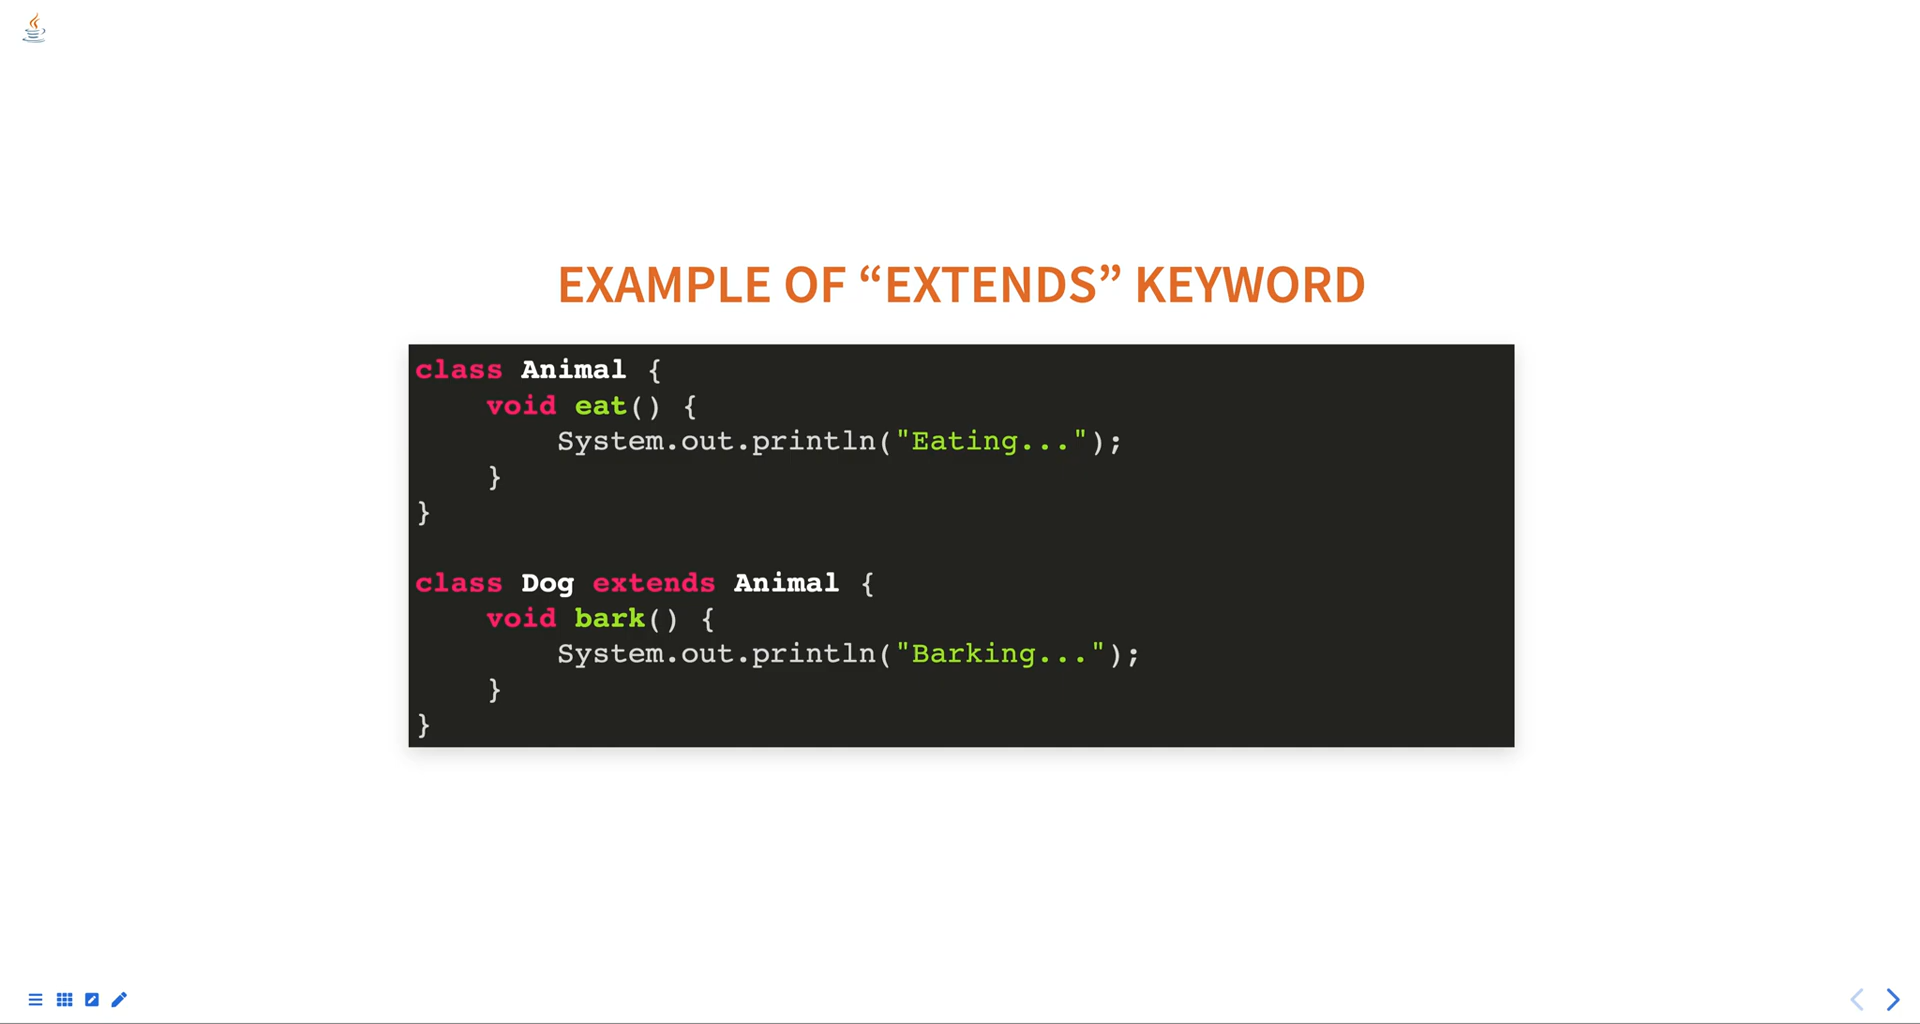 EXAMPLE OF “EXTENDS” KEYWORD
class Animal {
    void eat() {
        System.out.println("Eating...");
    }
}

class Dog extends Animal {
    void bark() {
        System.out.println("Barking...");
    }
}